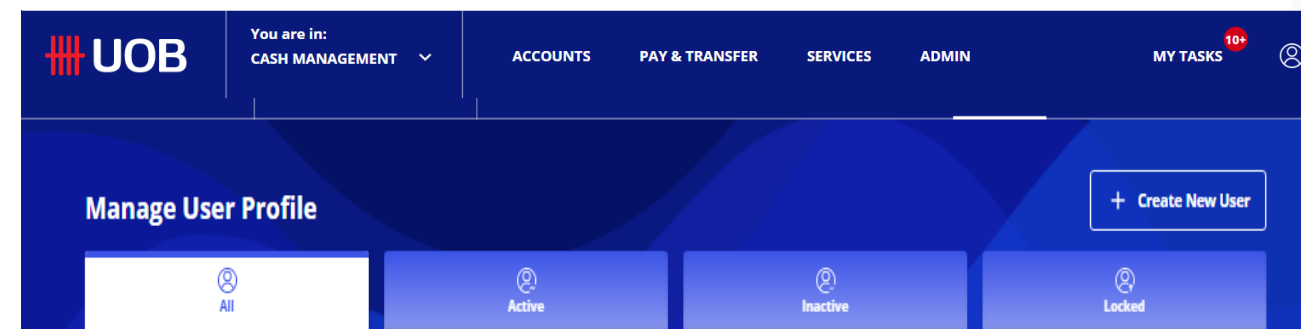 UOB
You are in:
CASH MANAGEMENT
ACCOUNTS
PAY & TRANSFER
SERVICES
ADMIN
MY TASKS
10+
Manage User Profile
+ Create New User
All
Active
Inactive
Locked